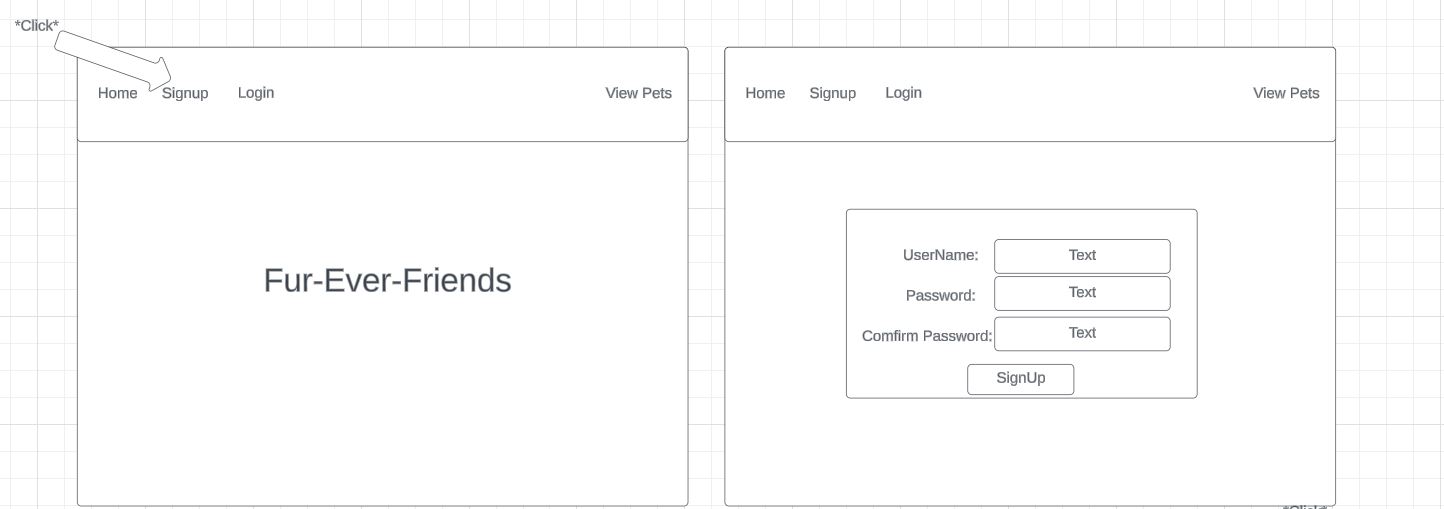 *Click*
Home Signup Login View Pets
Fur-Ever-Friends
Home Signup Login View Pets
UserName: Text
Password: Text
Comfirm Password: Text
SignUp
*Click*